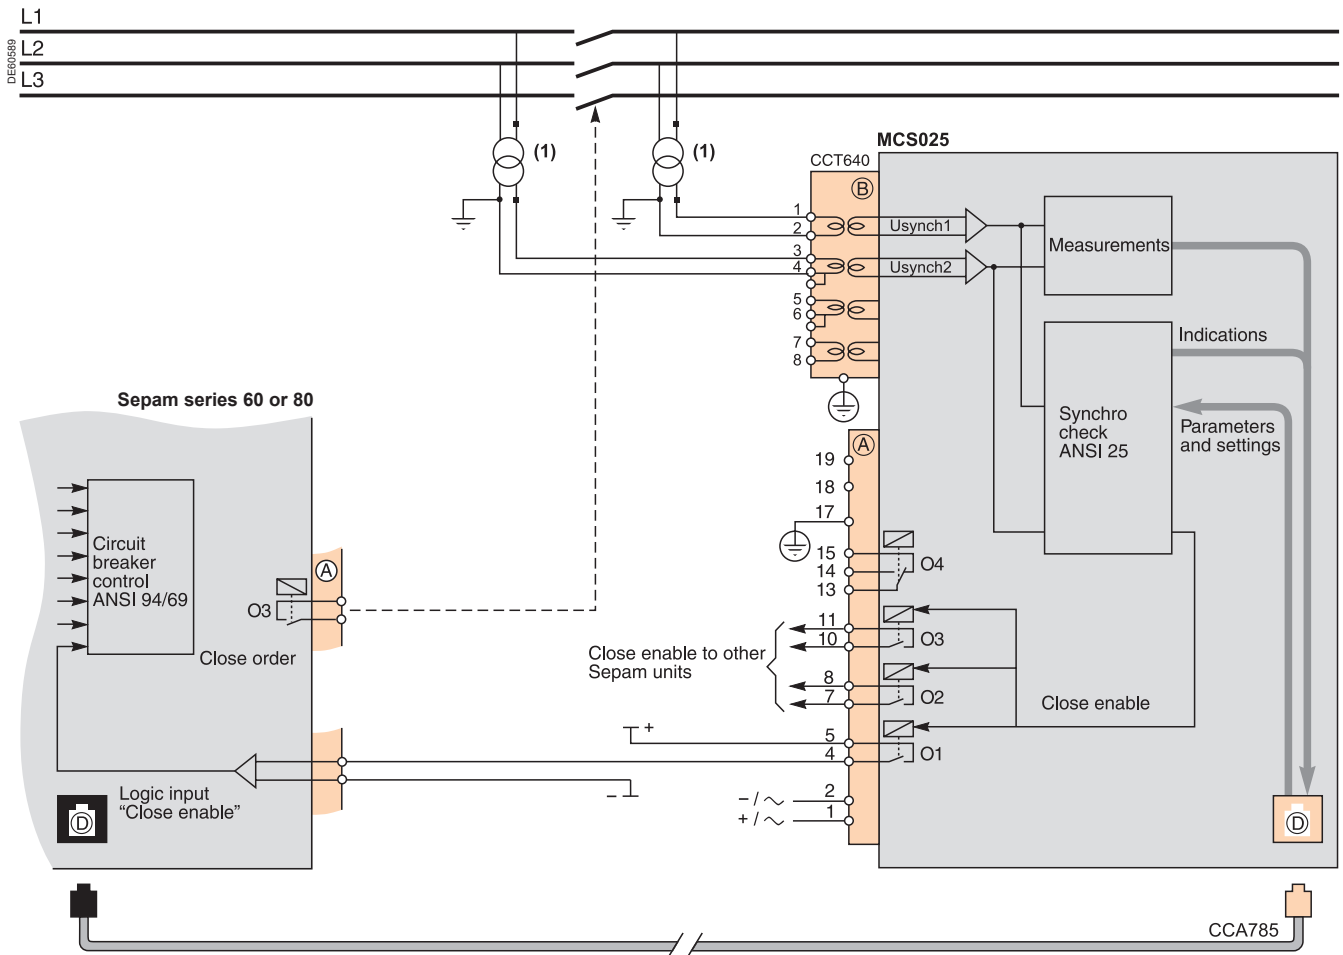 L1
L2
L3
DE60589
(1)
(1)
MCS025
CCT640
B
1
2
3
4
5
6
7
8
Usynch1
Usynch2
Measurements
Indications
Synchro
check
ANSI 25
Parameters
and settings
Sepam series 60 or 80
Circuit
breaker
control
ANSI 94/69
O3
A
Close order
Logic input
“Close enable”
D
A
19
18
17
15
14
13
O4
11
10
O3
Close enable to other
Sepam units
8
7
O2
Close enable
+
5
4
O1
-
- / ~
2
+ / ~
1
D
CCA785